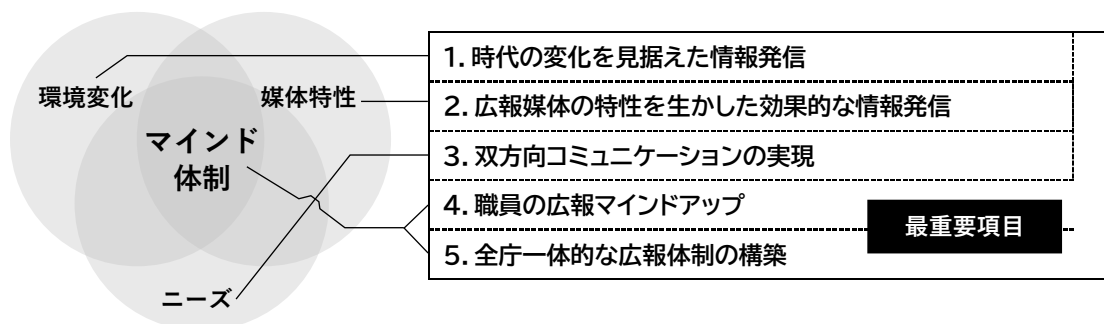 環境変化
媒体特性
マインド
体制
ニーズ
1. 時代の変化を見据えた情報発信
2. 広報媒体の特性を生かした効果的な情報発信
3. 双方向コミュニケーションの実現
4. 職員の広報マインドアップ
5. 全庁一体的な広報体制の構築
最重要項目